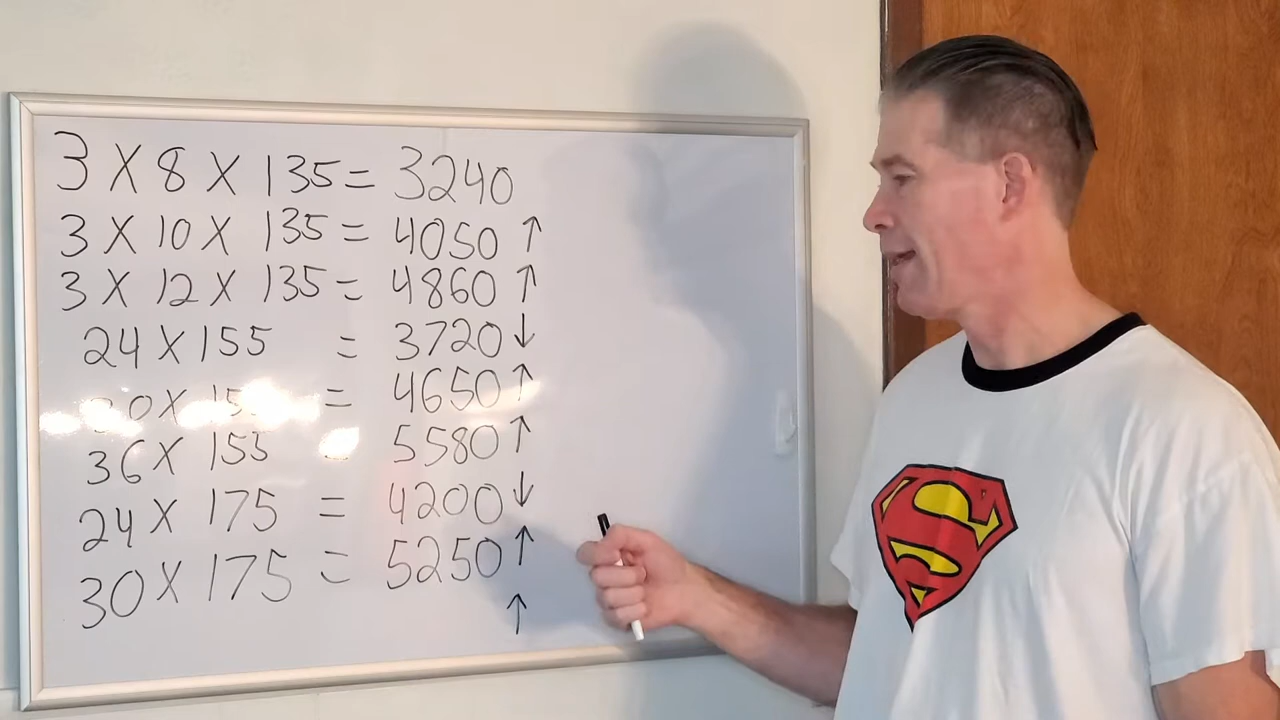 3 X 8 X 135 = 3240
3 X 10 X 135 = 4050 ↑
3 X 12 X 135 = 4860 ↑
24 X 155 = 3720 ↓
30 X 155 = 4650 ↑
36 X 155 5580 ↑
24 X 175 = 4200 ↓
30 X 175 = 5250 ↑
↑
S